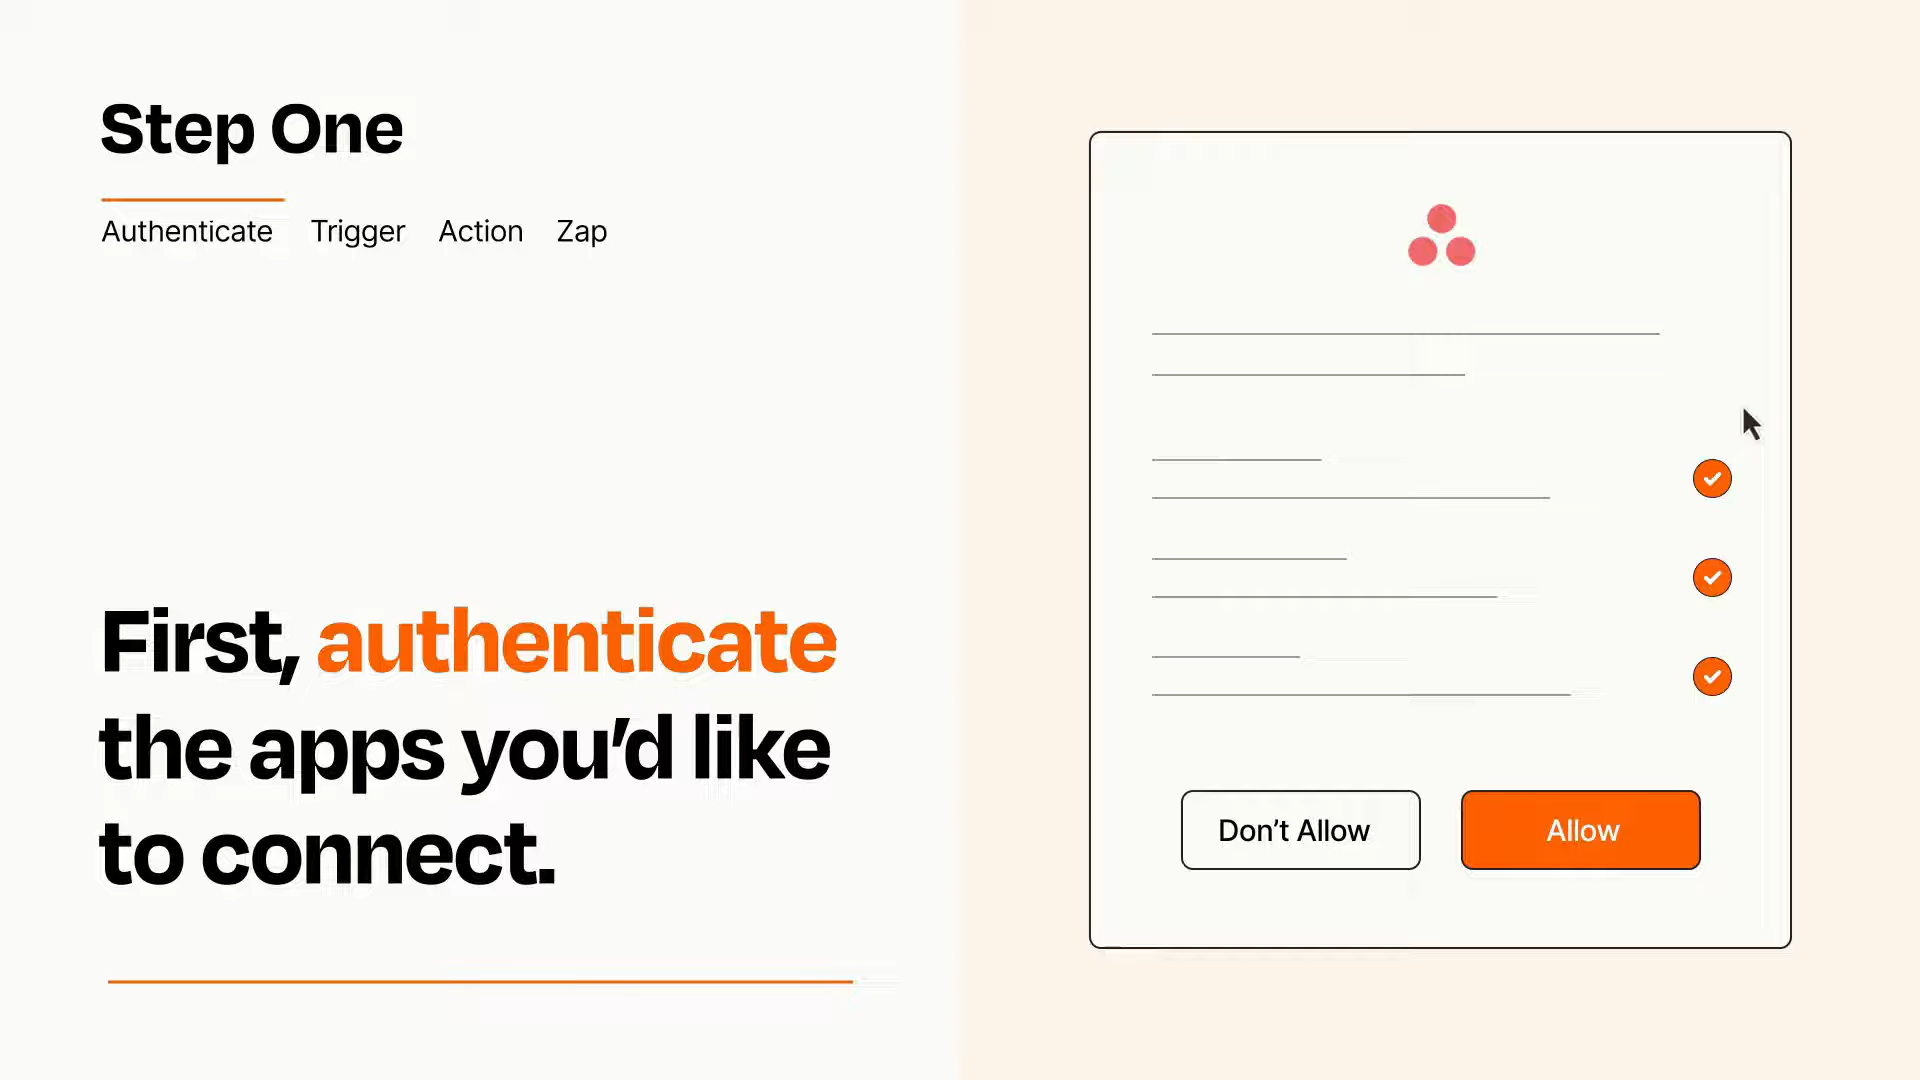 Step One
Authenticate Trigger Action Zap
First, authenticate
the apps you’d like
to connect.
Don’t Allow
Allow